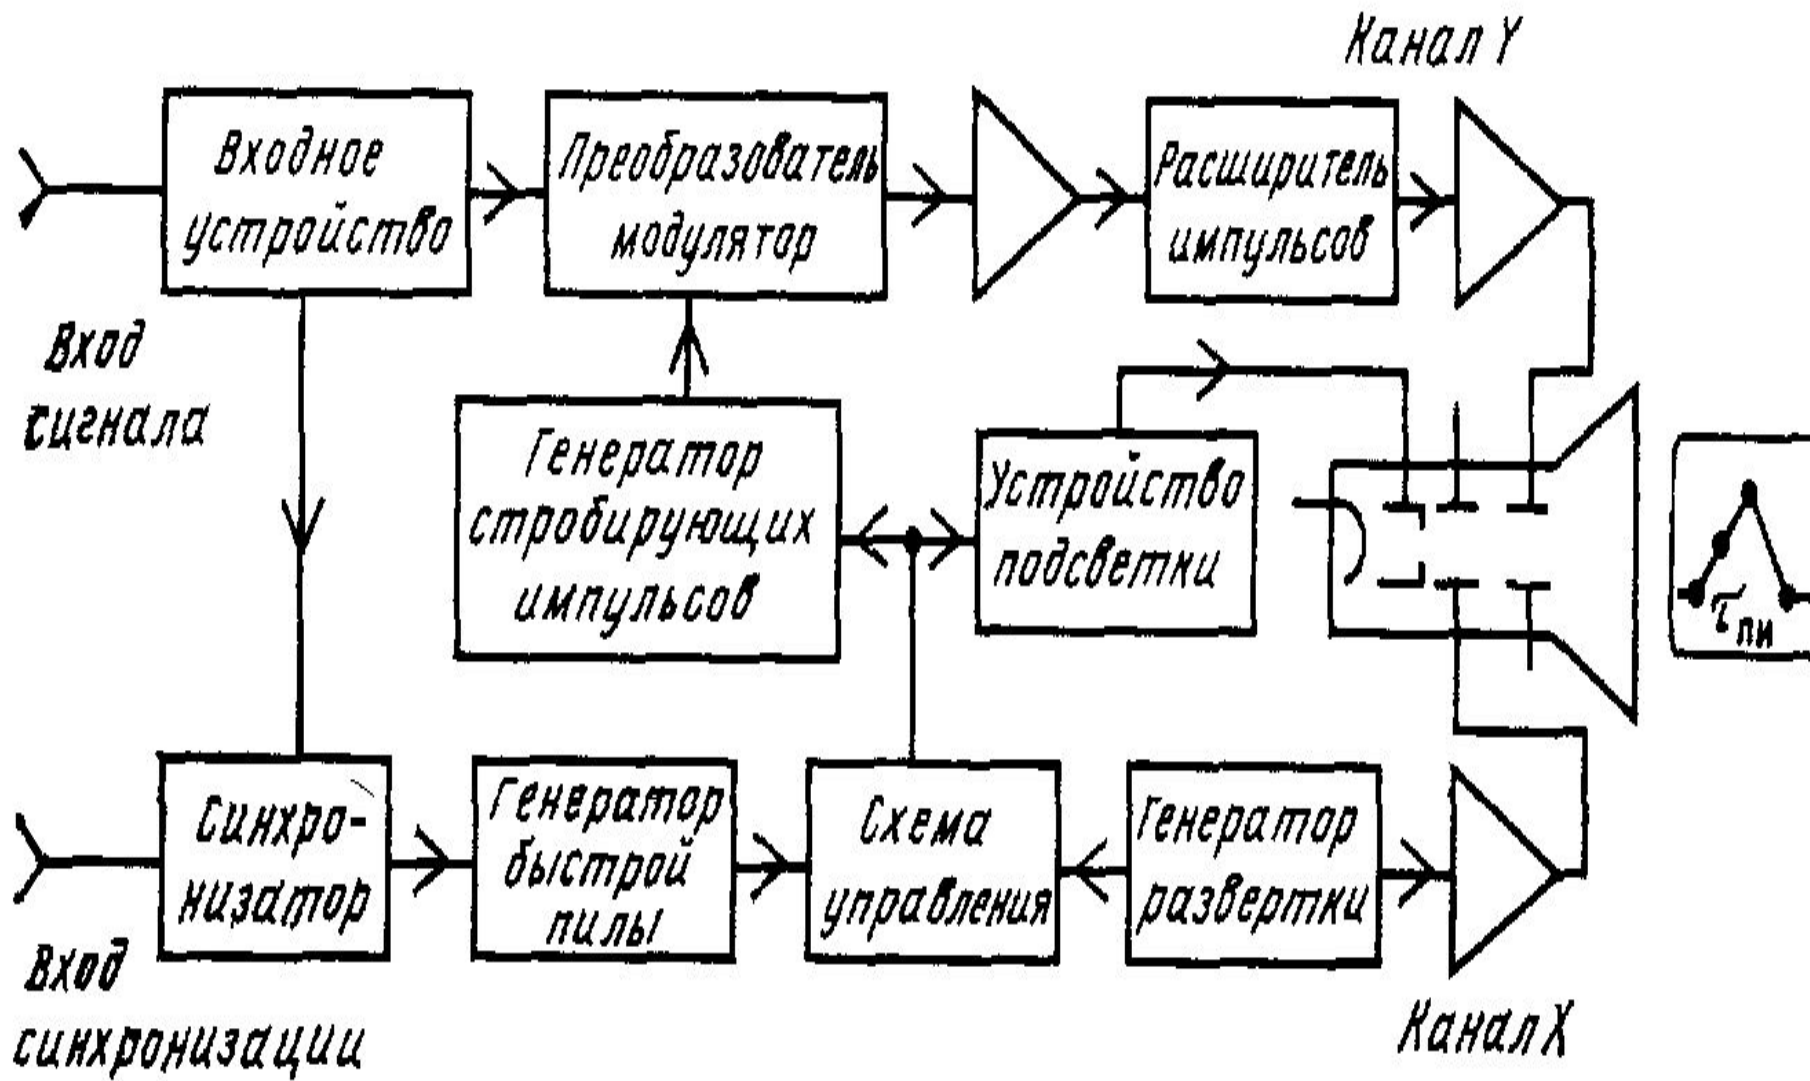 Канал Y
Входное
устройство
Преобразователь
модулятор
Расширитель
импульсов
Вход
сигнала
Генератор
стробирующих
импульсов
Устройство
подсветки
τпи
Синхро-
низатор
Генератор
быстрой
пилы
Схема
управления
Генератор
развертки
Вход
синхронизации
Канал X